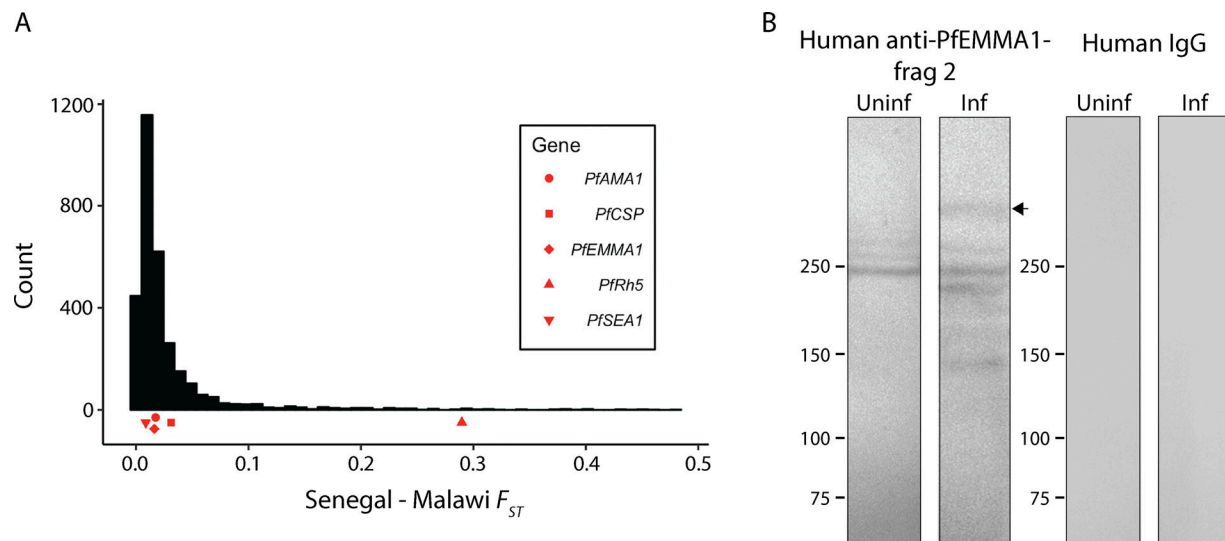 A
1200
800
400
0
Count
0.0 0.1 0.2 0.3 0.4 0.5
Senegal - Malawi FST
Gene
PfAMA1
PfCSP
PfEMMA1
PfRh5
PfSEA1
B
Human anti-PfEMMA1-
frag 2
Uninf Inf
250
150
100
75
Human IgG
Uninf Inf
250
150
100
75